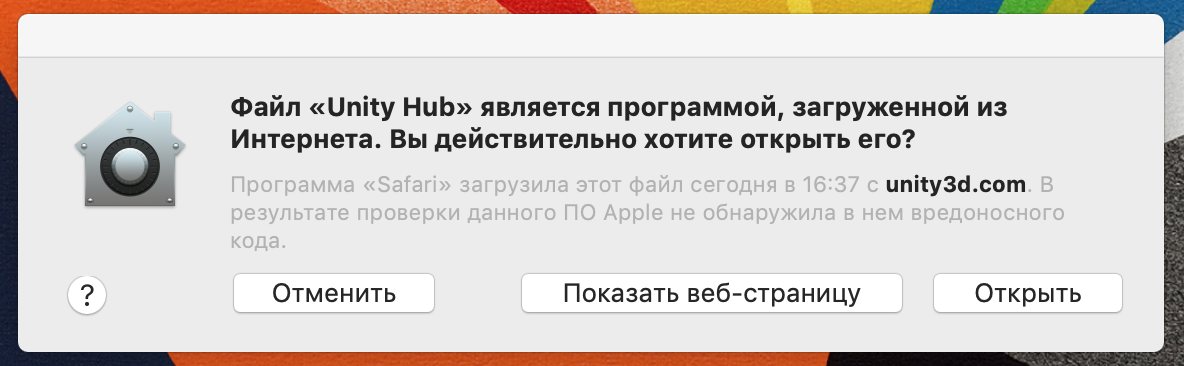 Файл «Unity Hub» является программой, загруженной из
Интернета. Вы действительно хотите открыть его?
Программа «Safari» загрузила этот файл сегодня в 16:37 с unity3d.com. В
результате проверки данного ПО Apple не обнаружила в нем вредоносного
кода.
?
Отменить
Показать веб-страницу
Открыть